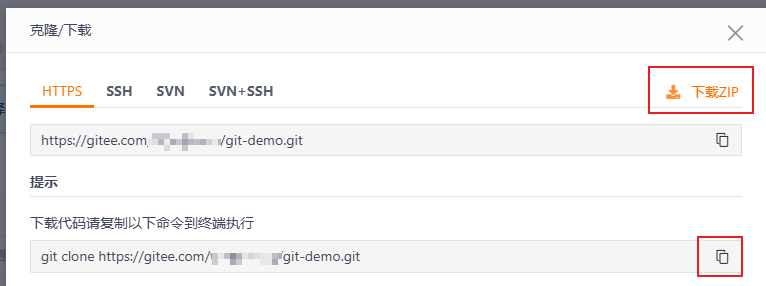 克隆/下载
HTTPS SSH SVN SVN+SSH 下载ZIP
https://gitee.com/ /git-demo.git
提示
下载代码请复制以下命令到终端执行
git clone https://gitee.com/ /git-demo.git